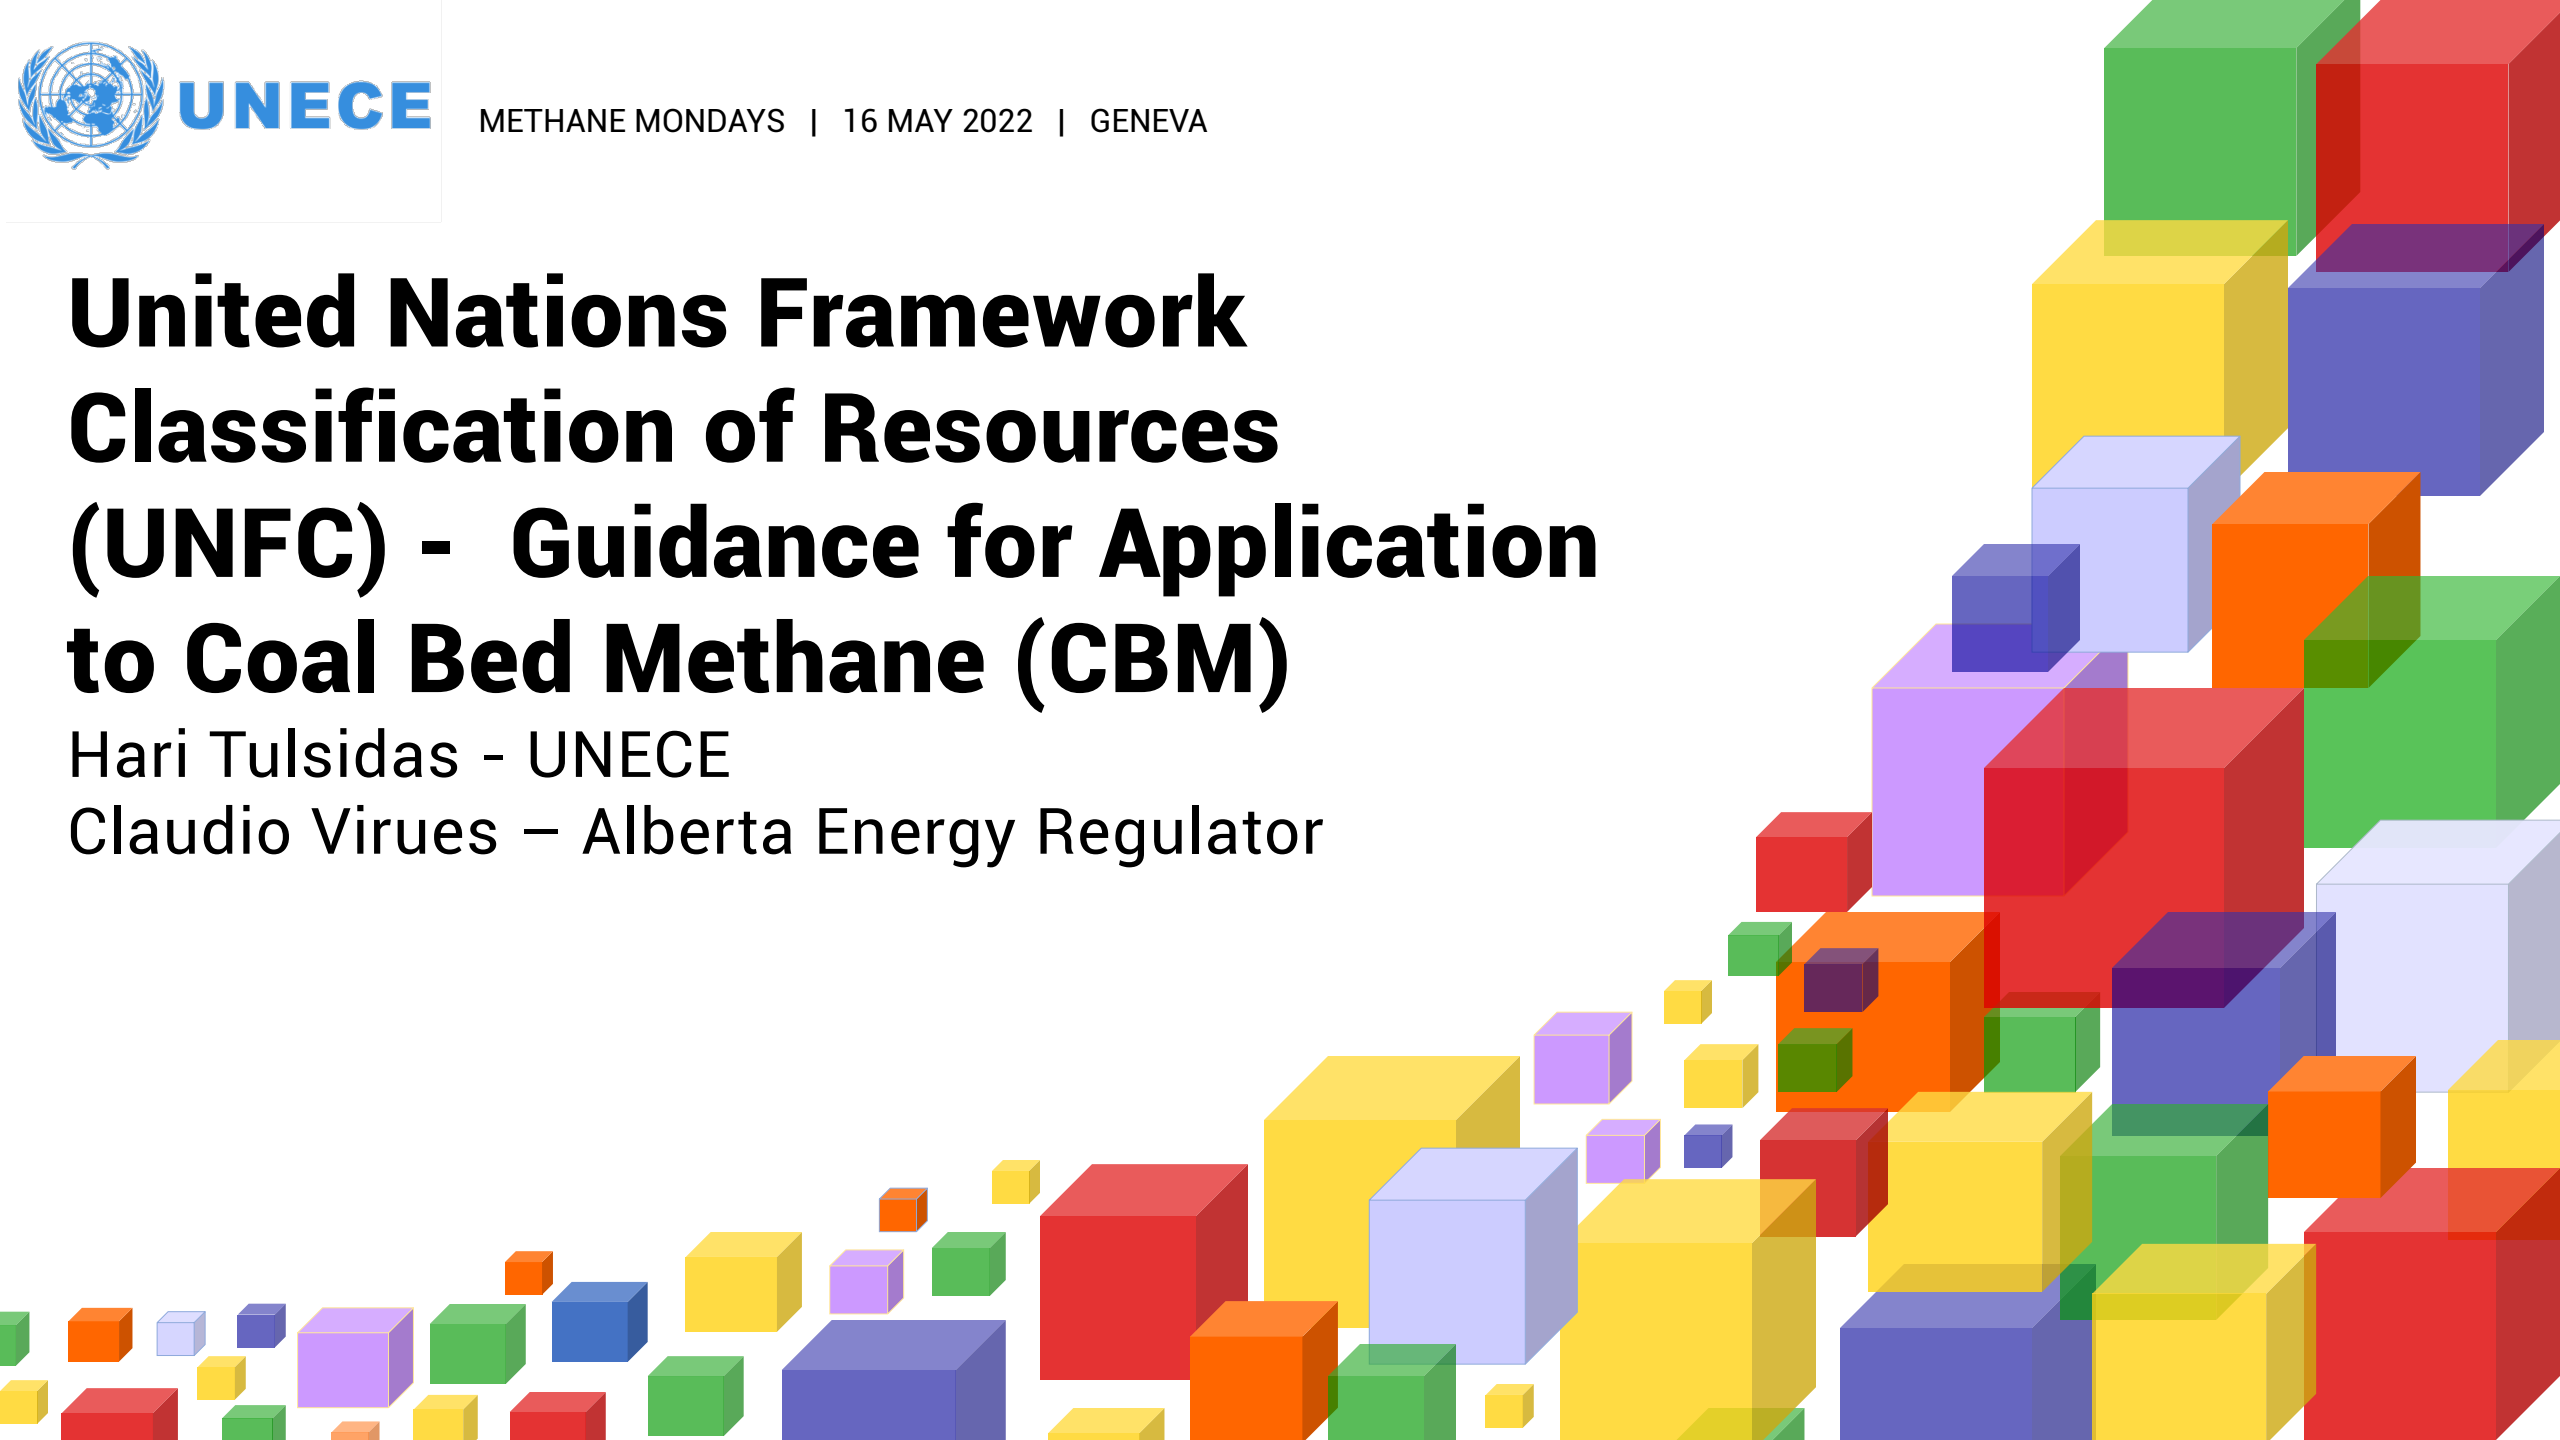 UNECE
METHANE MONDAYS | 16 MAY 2022 | GENEVA
United Nations Framework
Classification of Resources
(UNFC) - Guidance for Application
to Coal Bed Methane (CBM)
Hari Tulsidas - UNECE
Claudio Virues – Alberta Energy Regulator